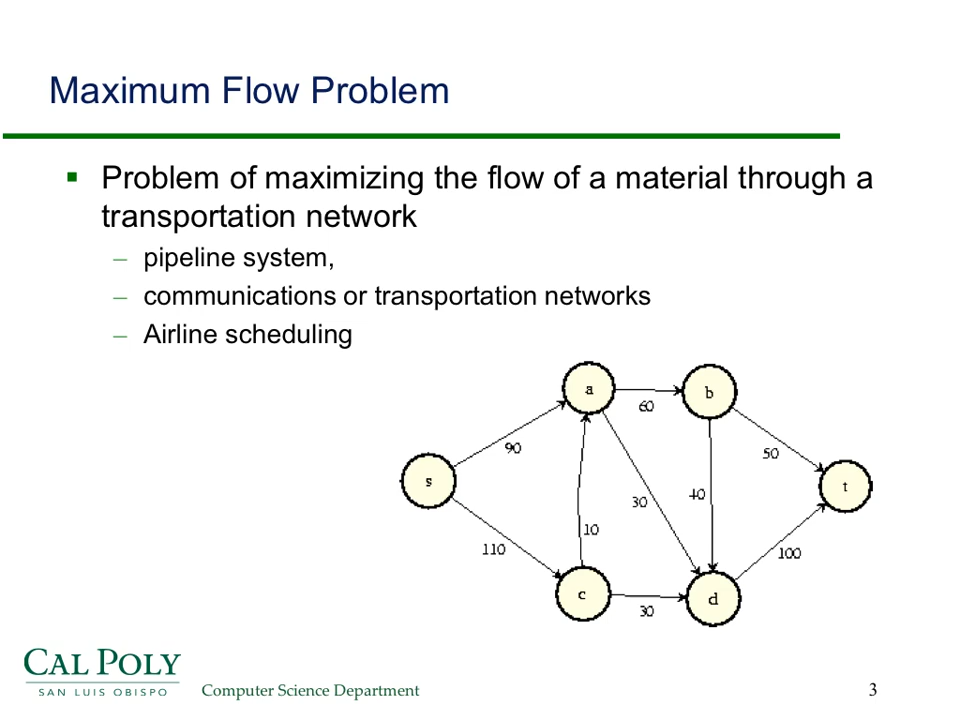 Maximum Flow Problem
▪ Problem of maximizing the flow of a material through a
transportation network
– pipeline system,
– communications or transportation networks
– Airline scheduling
a
b
60
90
50
s
t
30
40
10
110
100
c
d
30
CAL POLY
SAN LUIS OBISPO
Computer Science Department
3